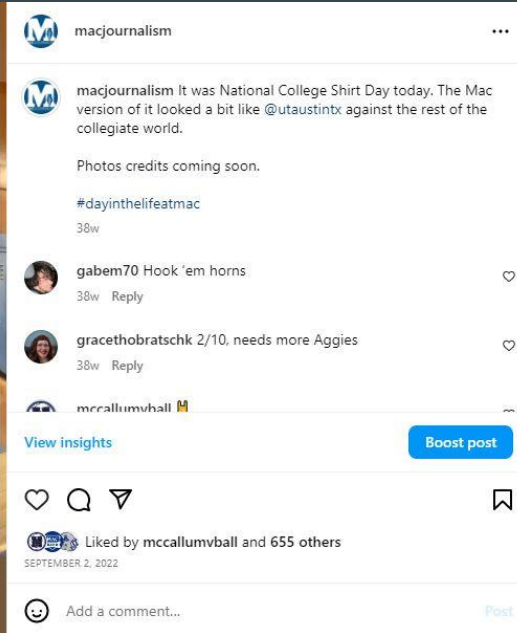 macjournalism
macjournalism It was National College Shirt Day today. The Mac
version of it looked a bit like @utaustintx against the rest of the
collegiate world.
Photos credits coming soon.
#dayinthelifeatmac
38w
gabem70 Hook 'em horns
38w Reply
gracethobratschk 2/10, needs more Aggies
38w Reply
mccallumvball 🤘
View insights
Boost post
Liked by mccallumvball and 655 others
SEPTEMBER 2, 2022
Add a comment...
Post